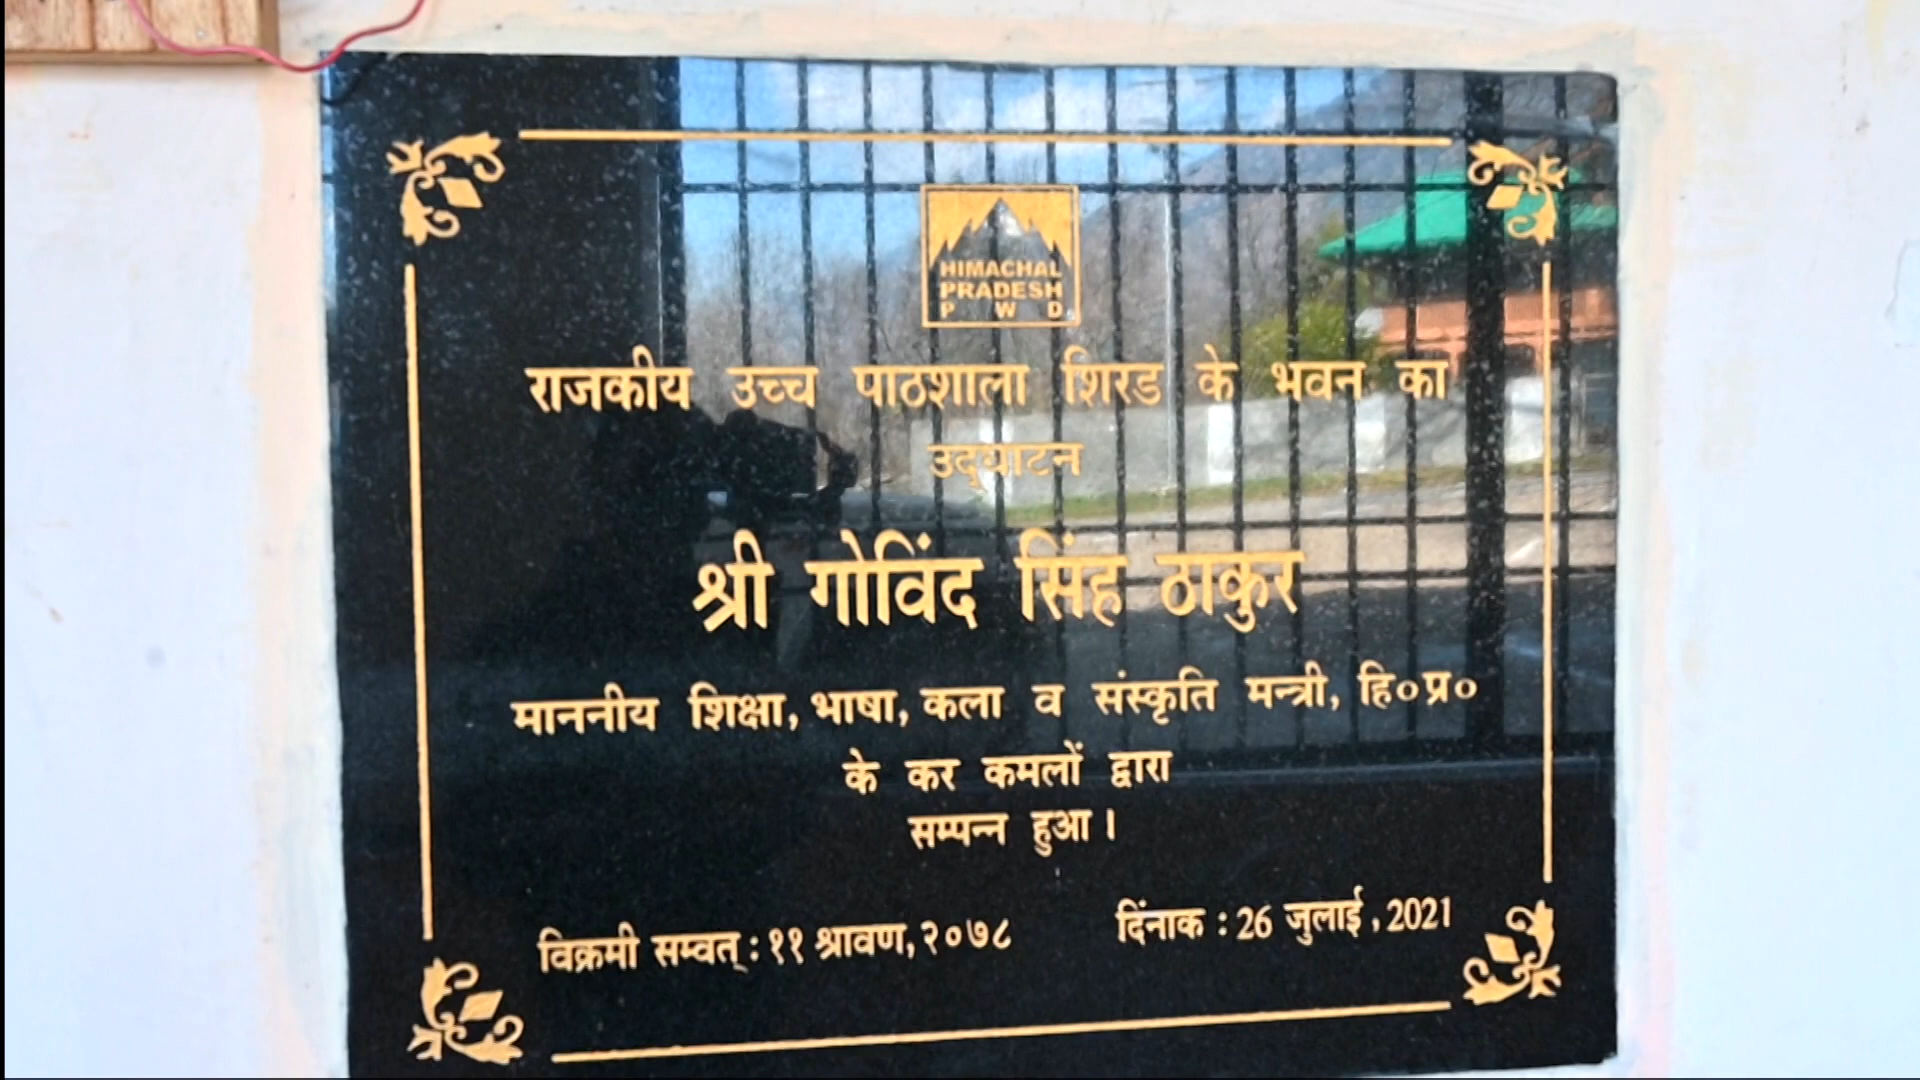 HIMACHAL
PRADESH
P W D
राजकीय उच्च पाठशाला शिरड के भवन का
उद्‌घाटन
श्री गोविंद सिंह ठाकुर
माननीय शिक्षा, भाषा, कला व संस्कृति मन्त्री, हि०प्र०
के कर कमलों द्वारा
सम्पन्न हुआ।
विक्रमी सम्वत् : ११ श्रावण, २०७८ दिंनाक : 26 जुलाई, 2021